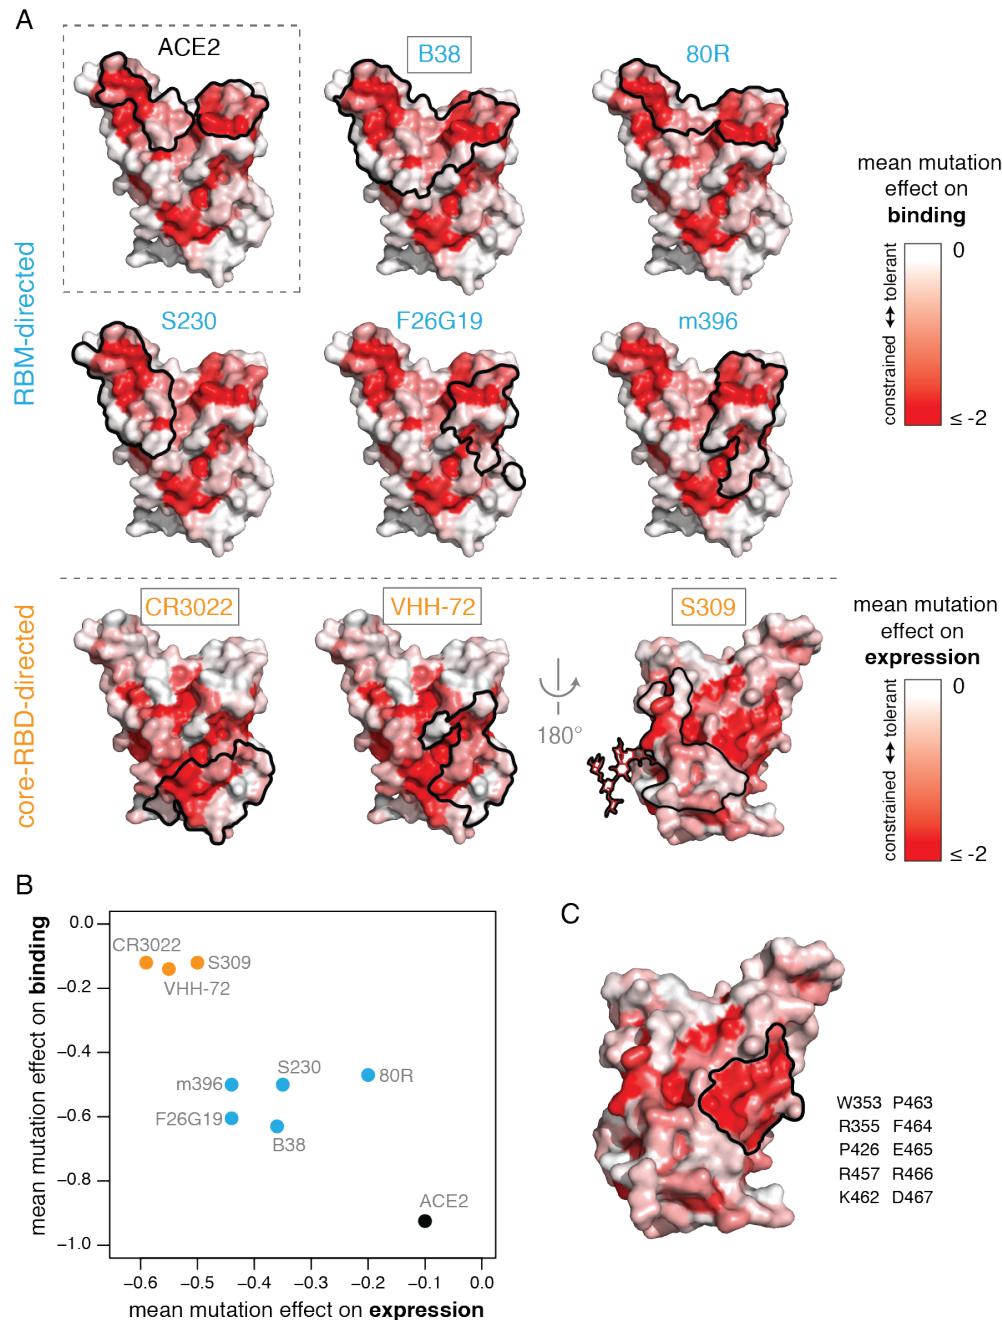 A
ACE2
B38
80R
mean mutation
effect on
binding
0
constrained ↔ tolerant
≤ -2
RBM-directed
S230
F26G19
m396
core-RBD-directed
CR3022
VHH-72
180°
S309
mean mutation
effect on
expression
0
constrained ↔ tolerant
≤ -2
B
mean mutation effect on binding
0.0
−0.2
−0.4
−0.6
−0.8
−1.0
CR3022
S309
VHH-72
S230
m396
80R
F26G19
B38
ACE2
−0.6 −0.5 −0.4 −0.3 −0.2 −0.1 0.0
mean mutation effect on expression
C
W353 P463
R355 F464
P426 E465
R457 R466
K462 D467